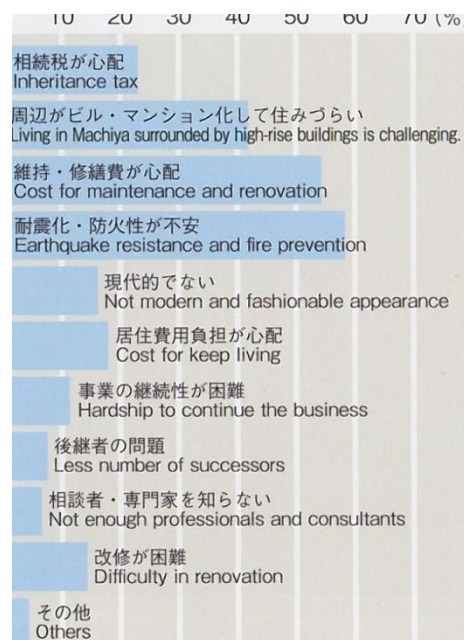 10 20 30 40 50 60 70 (%)
相続税が心配
Inheritance tax
周辺がビル・マンション化して住みづらい
Living in Machiya surrounded by high-rise buildings is challenging.
維持・修繕費が心配
Cost for maintenance and renovation
耐震化・防火性が不安
Earthquake resistance and fire prevention
現代的でない
Not modern and fashionable appearance
居住費用負担が心配
Cost for keep living
事業の継続性が困難
Hardship to continue the business
後継者の問題
Less number of successors
相談者・専門家を知らない
Not enough professionals and consultants
改修が困難
Difficulty in renovation
その他
Others